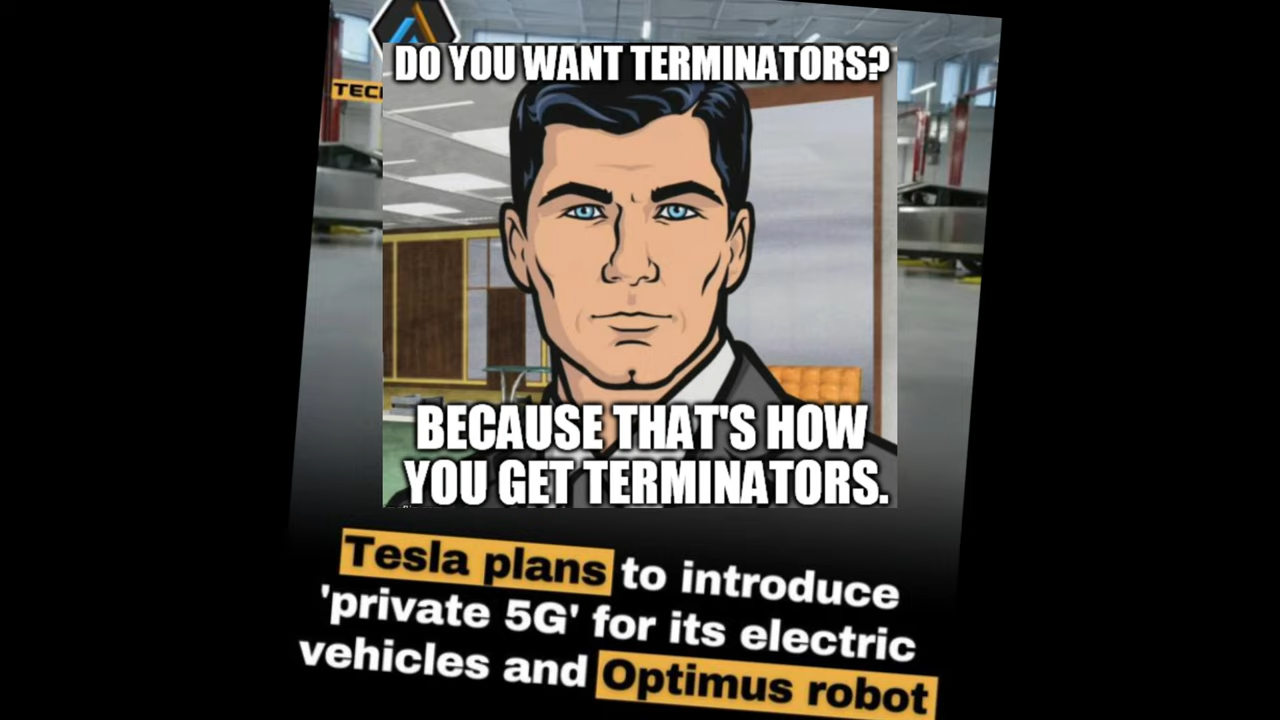 DO YOU WANT TERMINATORS?
BECAUSE THAT'S HOW
YOU GET TERMINATORS.
Tesla plans to introduce
'private 5G' for its electric
vehicles and Optimus robot